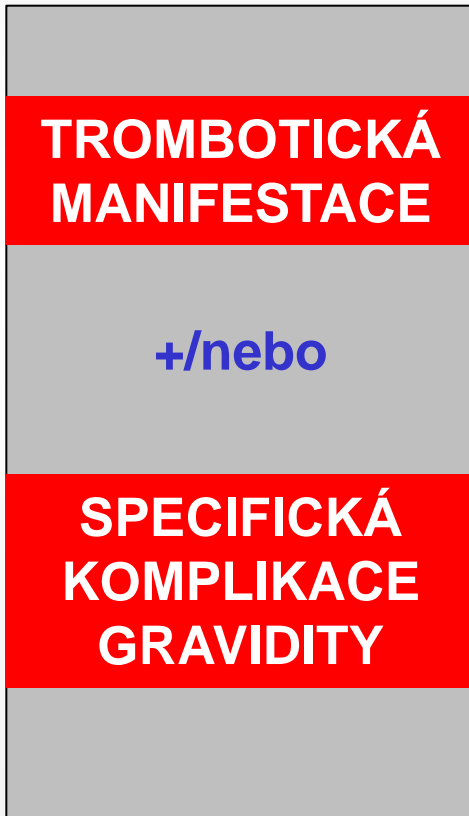 TROMBOTICKÁ
MANIFESTACE
+/nebo
SPECIFICKÁ
KOMPLIKACE
GRAVIDITY